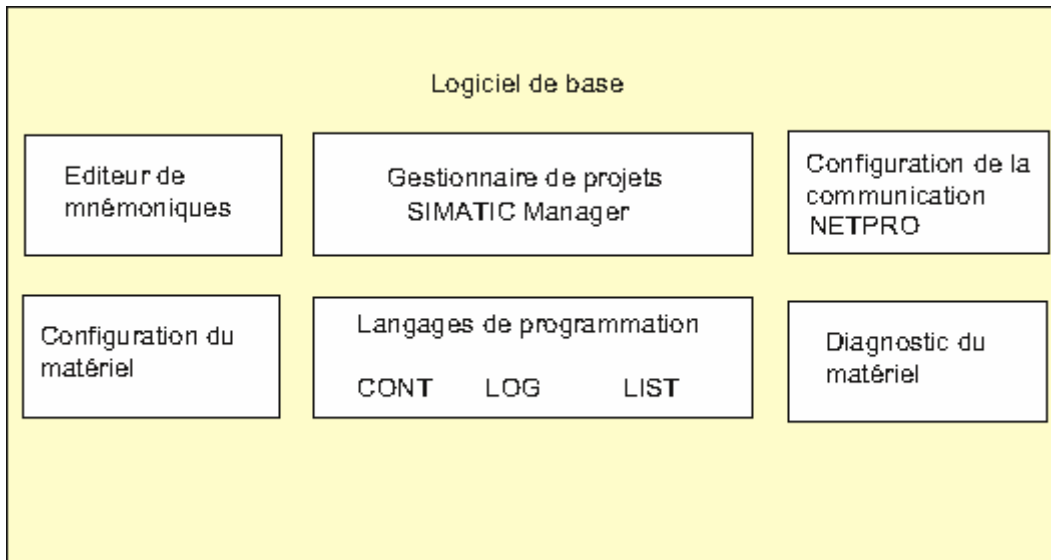 Logiciel de base
Editeur de
mnémoniques
Gestionnaire de projets
SIMATIC Manager
Configuration de la
communication
NETPRO
Configuration du
matériel
Langages de programmation
CONT LOG LIST
Diagnostic du
matériel